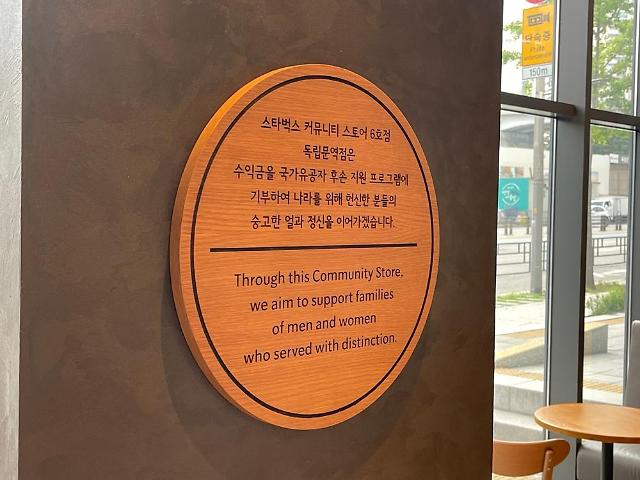 스타벅스 커뮤니티 스토어 6호점
독립문역점은
수익금을 국가유공자 후손 지원 프로그램에
기부하여 나라를 위해 헌신한 분들의
숭고한 얼과 정신을 이어가겠습니다.
Through this Community Store,
we aim to support families
of men and women
who served with distinction.
단속중
150m